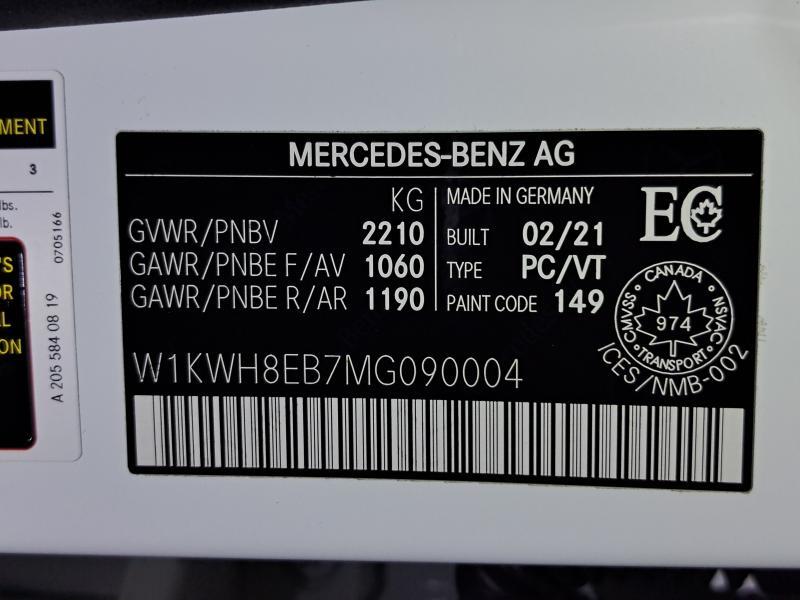 MENT
3
lbs.
lb.
'S
OR
AL
ON
0705166
A 205 584 08 19
MERCEDES-BENZ AG
KG
GVWR/PNBV 2210
GAWR/PNBE F/AV 1060
GAWR/PNBE R/AR 1190
MADE IN GERMANY
BUILT 02/21
TYPE PC/VT
PAINT CODE 149
EC
CANADA
CMVSS
NSVAC
974
TRANSPORT
ICES/NMB-002
W1KWH8EB7MG090004